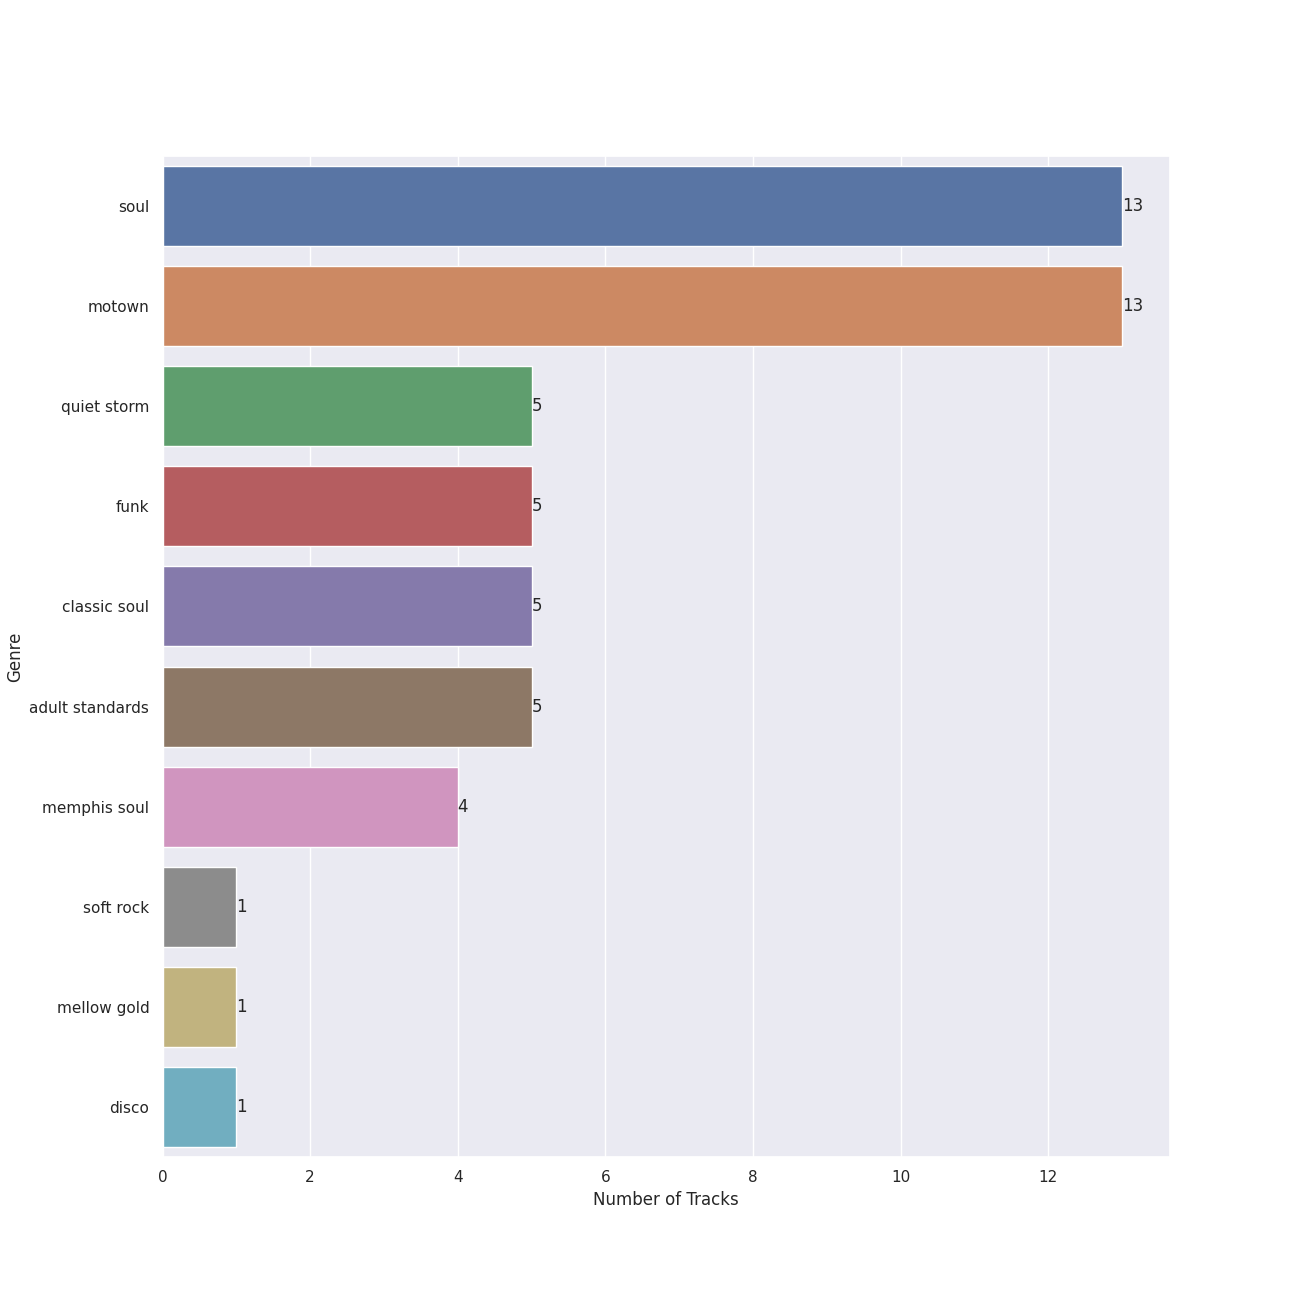 soul 13
motown 13
quiet storm 5
funk 5
classic soul 5
adult standards 5
memphis soul 4
soft rock 1
mellow gold 1
disco 1
Genre
0 2 4 6 8 10 12
Number of Tracks